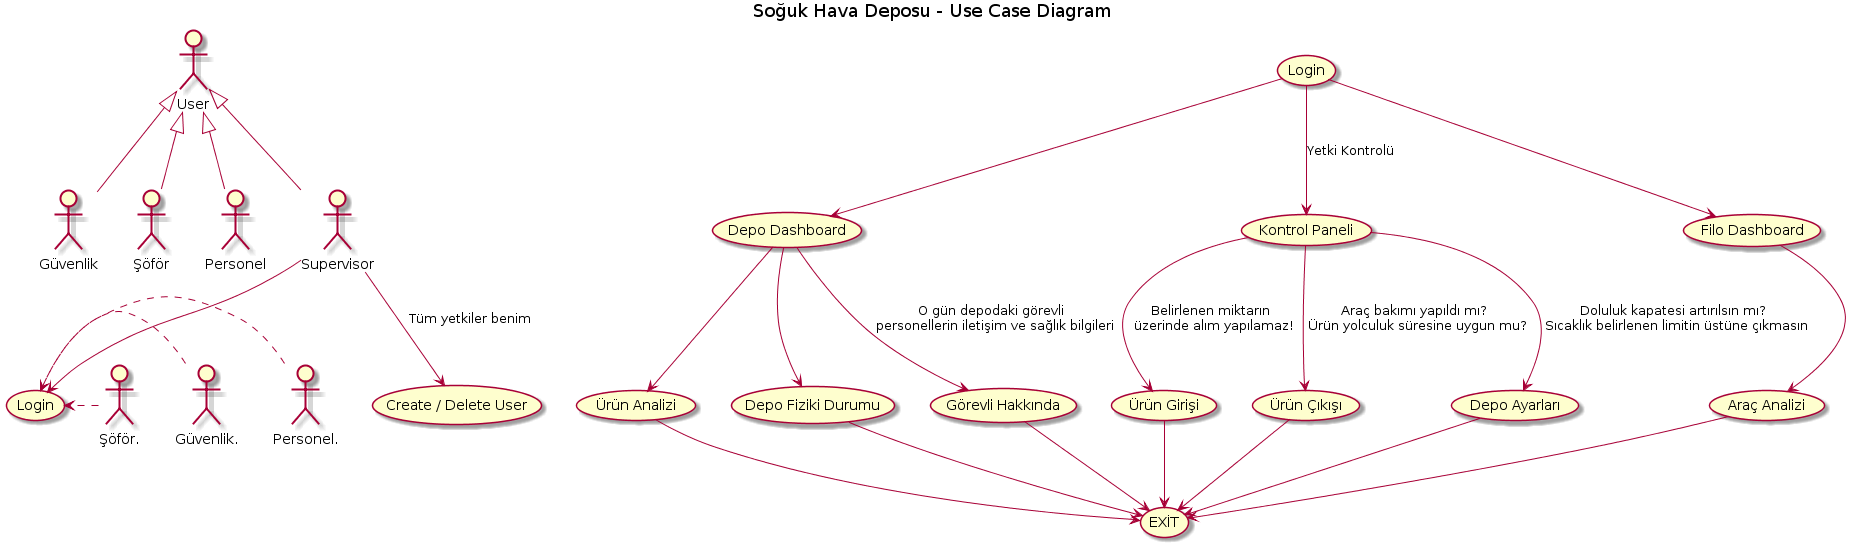 Soğuk Hava Deposu - Use Case Diagram
User
Login
Yetki Kontrolü
Depo Dashboard
Kontrol Paneli
Filo Dashboard
Güvenlik
Şöför
Personel
Supervisor
Tüm yetkiler benim
O gün depodaki görevli
personellerin iletişim ve sağlık bilgileri
Belirlenen miktarın
üzerinde alım yapılamaz!
Araç bakımı yapıldı mı?
Ürün yolculuk süresine uygun mu?
Doluluk kapatesi artırılsın mı?
Sıcaklık belirlenen limitin üstüne çıkmasın
Login
Şöför.
Güvenlik.
Personel.
Create / Delete User
Ürün Analizi
Depo Fiziki Durumu
Görevli Hakkında
Ürün Girişi
Ürün Çıkışı
Depo Ayarları
Araç Analizi
EXİT